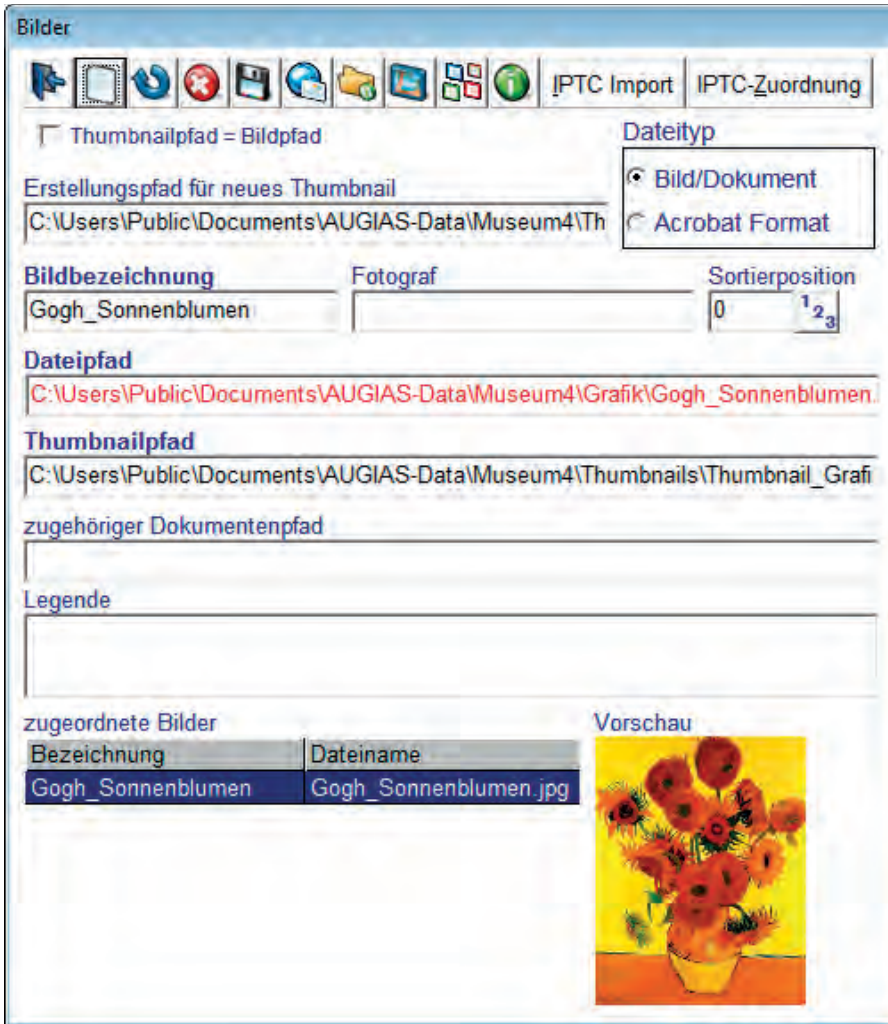 Bilder
IPTC Import IPTC-Zuordnung
Thumbnailpfad = Bildpfad
Dateityp
Bild/Dokument
Acrobat Format
Erstellungspfad für neues Thumbnail
C:\Users\Public\Documents\AUGIAS-Data\Museum4\Th
Bildbezeichnung Fotograf Sortierposition
Gogh_Sonnenblumen 0 1 2 3
Dateipfad
C:\Users\Public\Documents\AUGIAS-Data\Museum4\Grafik\Gogh_Sonnenblumen.
Thumbnailpfad
C:\Users\Public\Documents\AUGIAS-Data\Museum4\Thumbnails\Thumbnail_Grafi
zugehöriger Dokumentenpfad
Legende
zugeordnete Bilder Vorschau
Bezeichnung Dateiname
Gogh_Sonnenblumen Gogh_Sonnenblumen.jpg